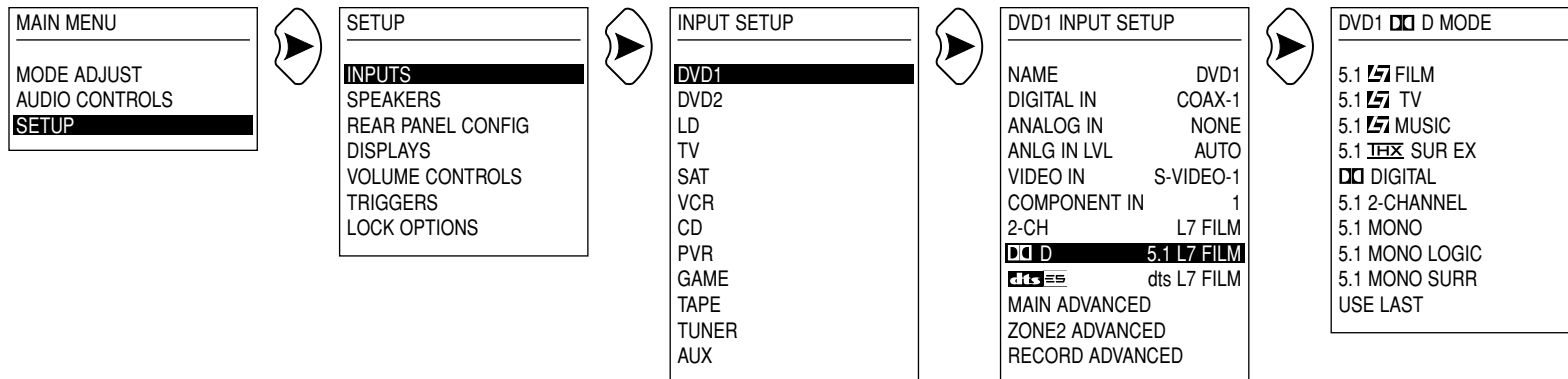 MAIN MENU
MODE ADJUST
AUDIO CONTROLS
SETUP
SETUP
INPUTS
SPEAKERS
REAR PANEL CONFIG
DISPLAYS
VOLUME CONTROLS
TRIGGERS
LOCK OPTIONS
INPUT SETUP
DVD1
DVD2
LD
TV
SAT
VCR
CD
PVR
GAME
TAPE
TUNER
AUX
DVD1 INPUT SETUP
NAME DVD1
DIGITAL IN COAX-1
ANALOG IN NONE
ANLG IN LVL AUTO
VIDEO IN S-VIDEO-1
COMPONENT IN 1
2-CH L7 FILM
D 5.1 L7 FILM
dts ES dts L7 FILM
MAIN ADVANCED
ZONE2 ADVANCED
RECORD ADVANCED
DVD1 D MODE
5.1 L7 FILM
5.1 L7 TV
5.1 L7 MUSIC
5.1 THX SUR EX
DIGITAL
5.1 2-CHANNEL
5.1 MONO
5.1 MONO LOGIC
5.1 MONO SURR
USE LAST